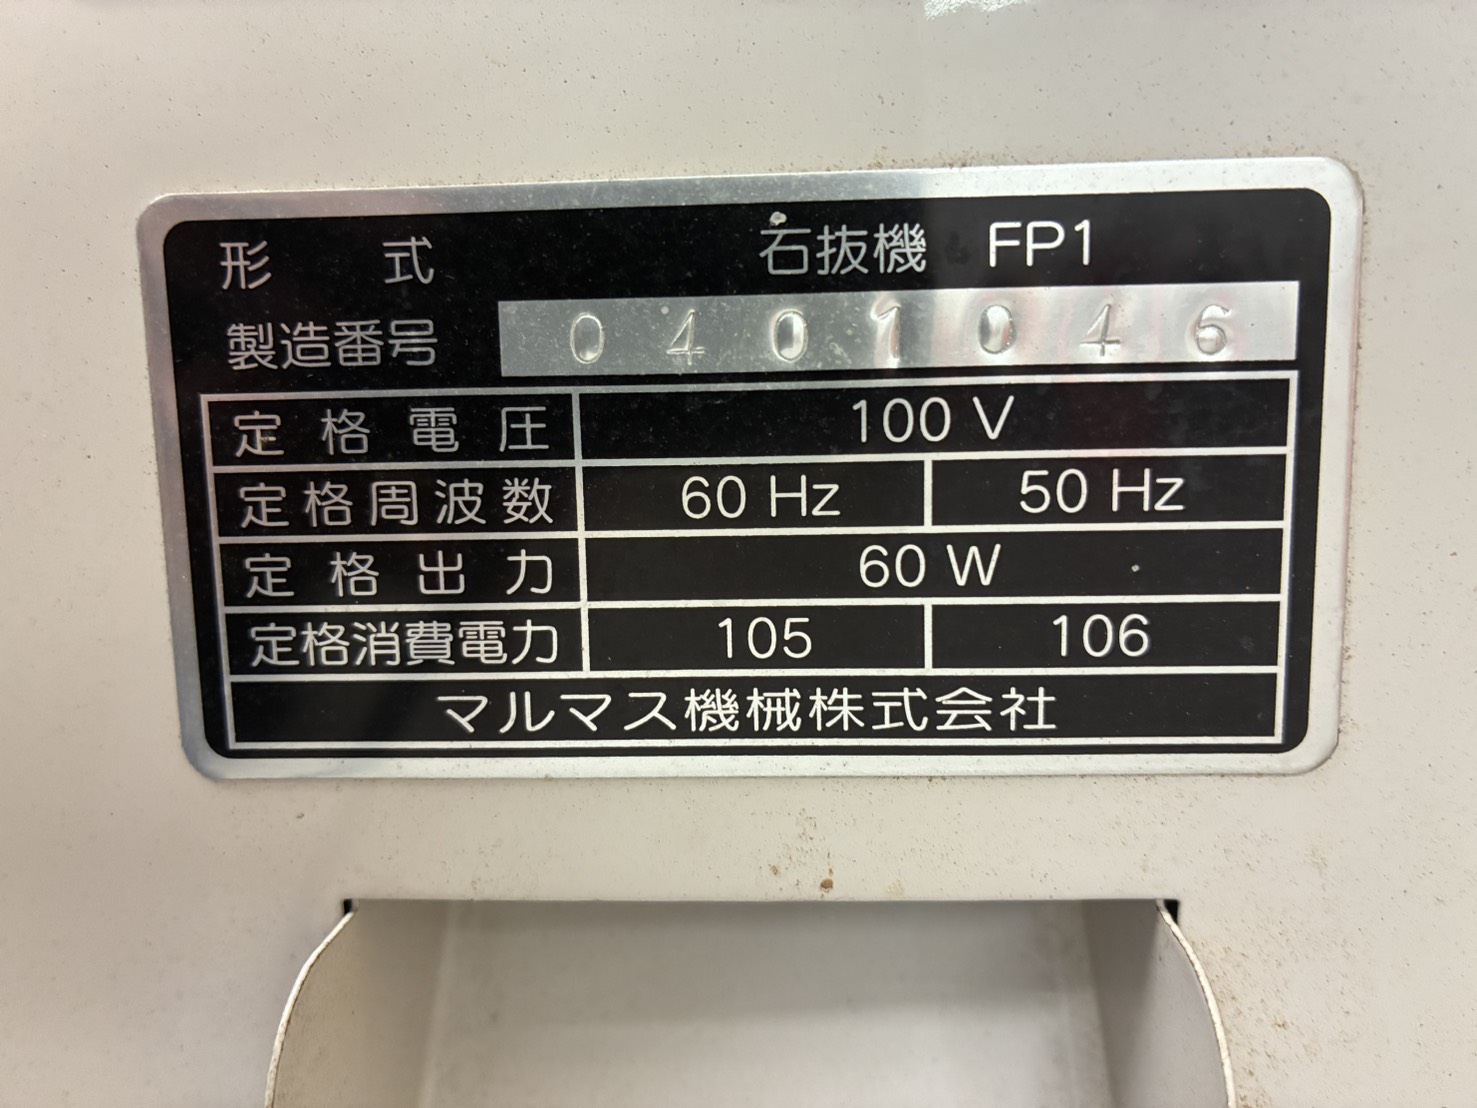 形式 石抜機 FP1
製造番号 0401046
定格電圧 100 V
定格周波数 60 Hz 50 Hz
定格出力 60 W
定格消費電力 105 106
マルマス機械株式会社